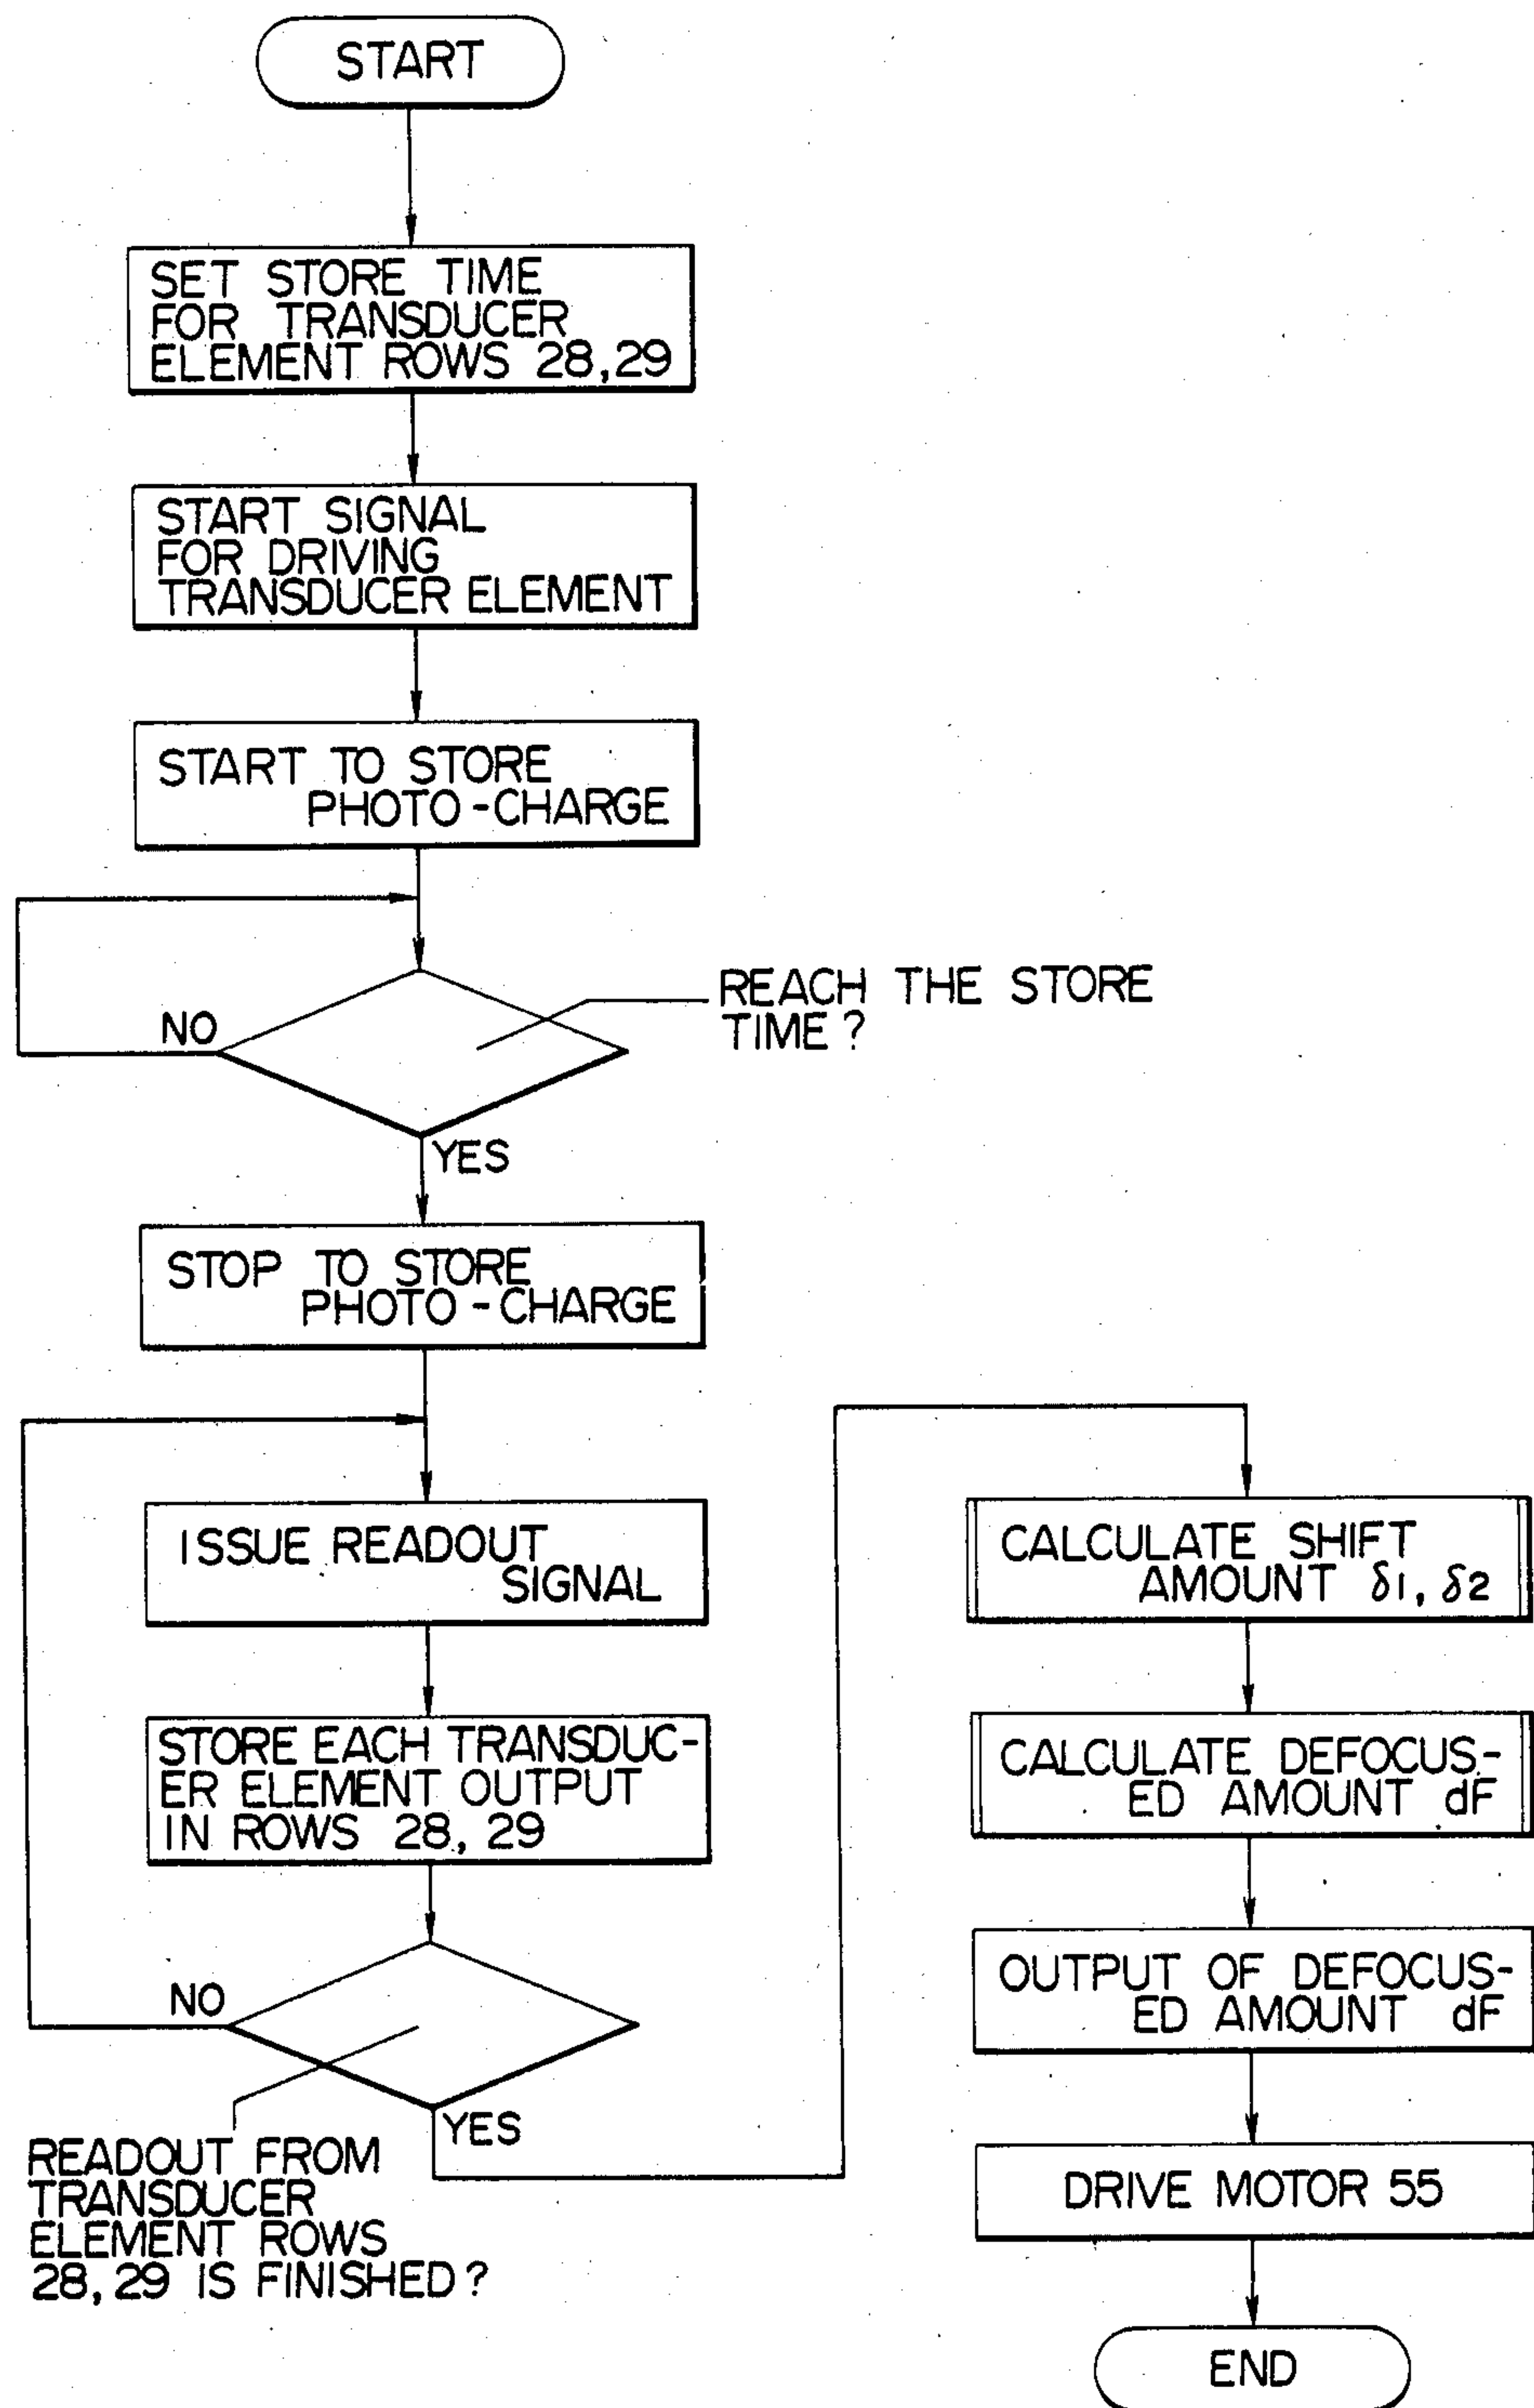 START
SET STORE TIME
FOR TRANSDUCER
ELEMENT ROWS 28,29
START SIGNAL
FOR DRIVING
TRANSDUCER ELEMENT
START TO STORE
PHOTO-CHARGE
REACH THE STORE
TIME?
NO
YES
STOP TO STORE
PHOTO-CHARGE
ISSUE READOUT
SIGNAL
STORE EACH TRANSDUC-
ER ELEMENT OUTPUT
IN ROWS 28, 29
NO
YES
READOUT FROM
TRANSDUCER
ELEMENT ROWS
28,29 IS FINISHED?
CALCULATE SHIFT
AMOUNT δ1, δ2
CALCULATE DEFOCUS-
ED AMOUNT dF
OUTPUT OF DEFOCUS-
ED AMOUNT dF
DRIVE MOTOR 55
END